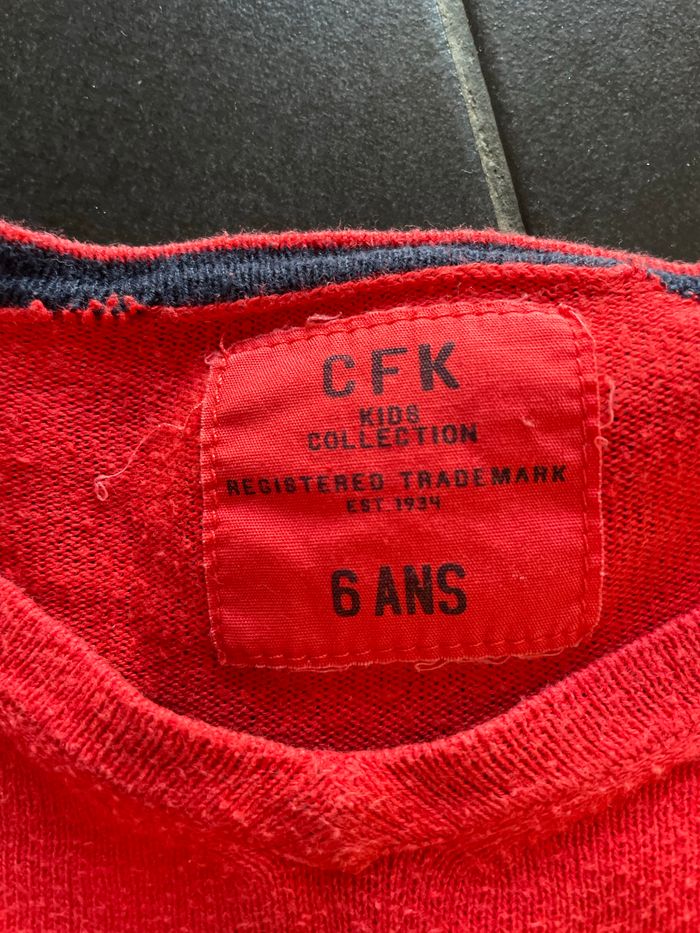 CFK
KIDS
COLLECTION
REGISTERED TRADEMARK
EST 1934
6 ANS